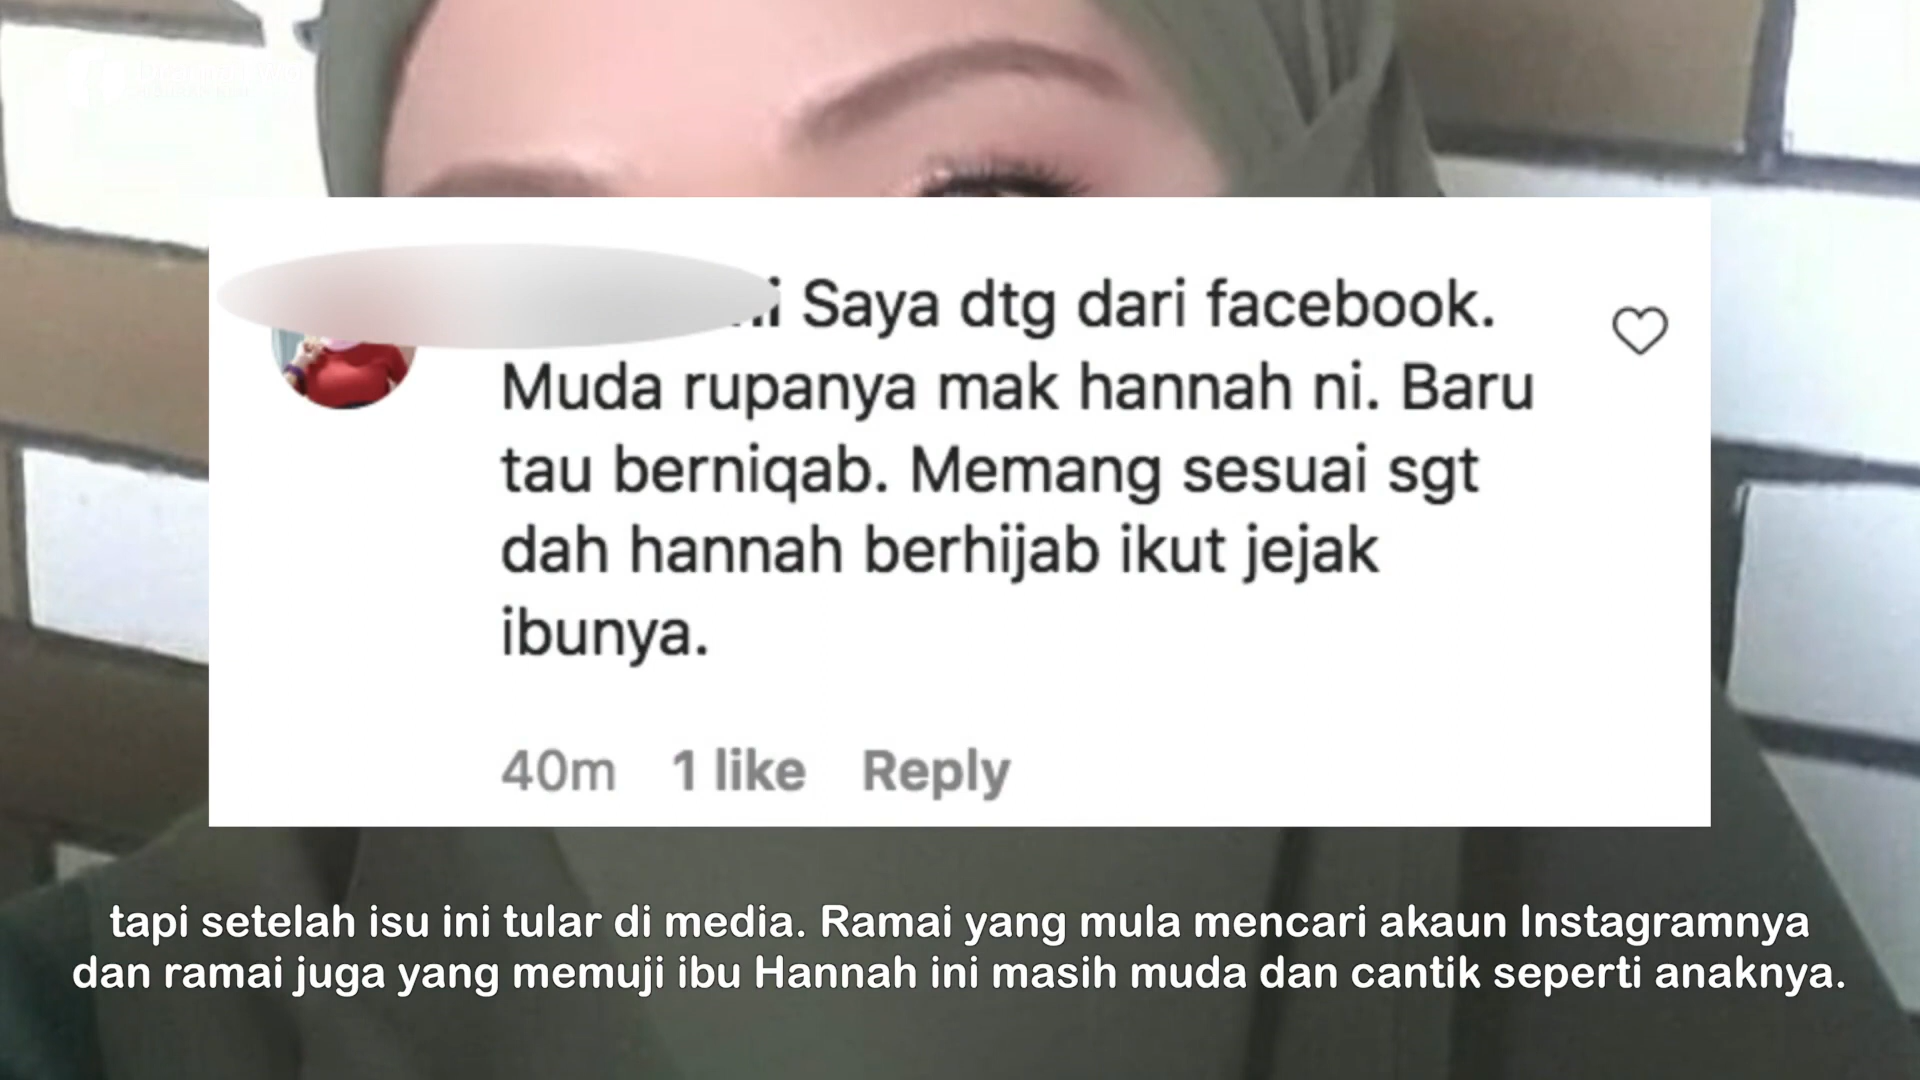 Saya dtg dari facebook.
Muda rupanya mak hannah ni. Baru
tau berniqab. Memang sesuai sgt
dah hannah berhijab ikut jejak
ibunya.
40m 1 like Reply
tapi setelah isu ini tular di media. Ramai yang mula mencari akaun Instagramnya
dan ramai juga yang memuji ibu Hannah ini masih muda dan cantik seperti anaknya.